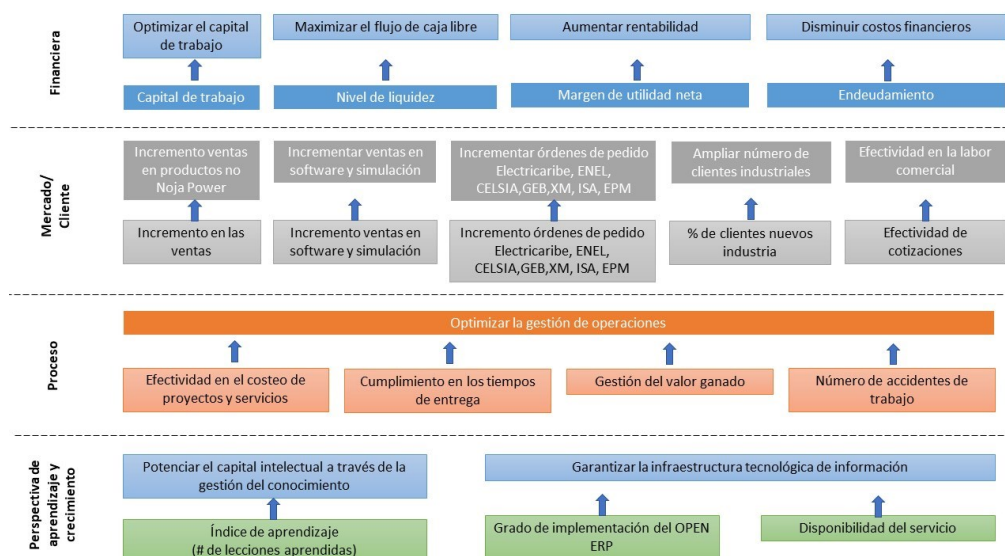 Financiera
Optimizar el capital
de trabajo
Maximizar el flujo de caja libre
Aumentar rentabilidad
Disminuir costos financieros
Capital de trabajo
Nivel de liquidez
Margen de utilidad neta
Endeudamiento
Mercado/
Cliente
Incremento ventas
en productos no
Noja Power
Incrementar ventas en
software y simulación
Incrementar órdenes de pedido
Electricaribe, ENEL,
CELSIA,GEB,XM, ISA, EPM
Ampliar número de
clientes industriales
Efectividad en la labor
comercial
Incremento en las
ventas
Incremento ventas en
software y simulación
Incremento órdenes de pedido
Electricaribe, ENEL,
CELSIA,GEB,XM, ISA, EPM
% de clientes nuevos
industria
Efectividad de
cotizaciones
Proceso
Optimizar la gestión de operaciones
Efectividad en el costeo de
proyectos y servicios
Cumplimiento en los tiempos
de entrega
Gestión del valor ganado
Número de accidentes de
trabajo
Perspectiva de
aprendizaje y
crecimiento
Potenciar el capital intelectual a través de la
gestión del conocimiento
Garantizar la infraestructura tecnológica de información
Índice de aprendizaje
(# de lecciones aprendidas)
Grado de implementación del OPEN
ERP
Disponibilidad del servicio